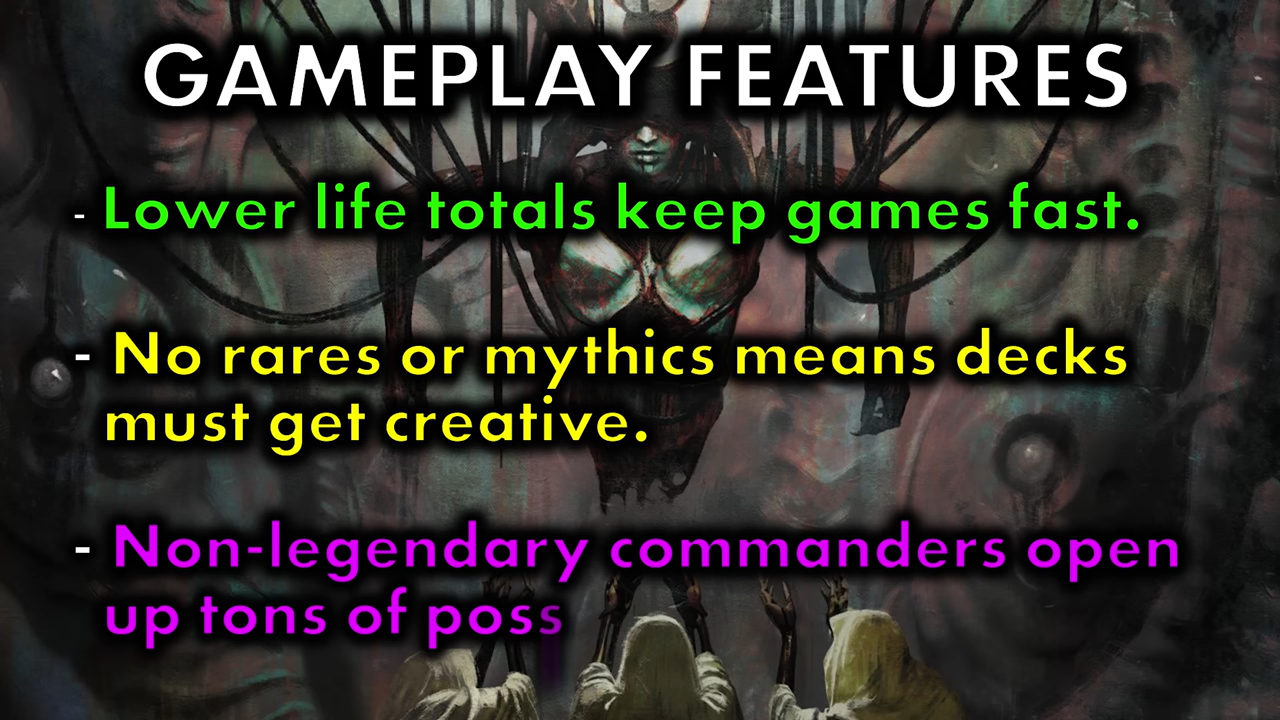 GAMEPLAY FEATURES
- Lower life totals keep games fast.
- No rares or mythics means decks
must get creative.
- Non-legendary commanders open
up tons of poss